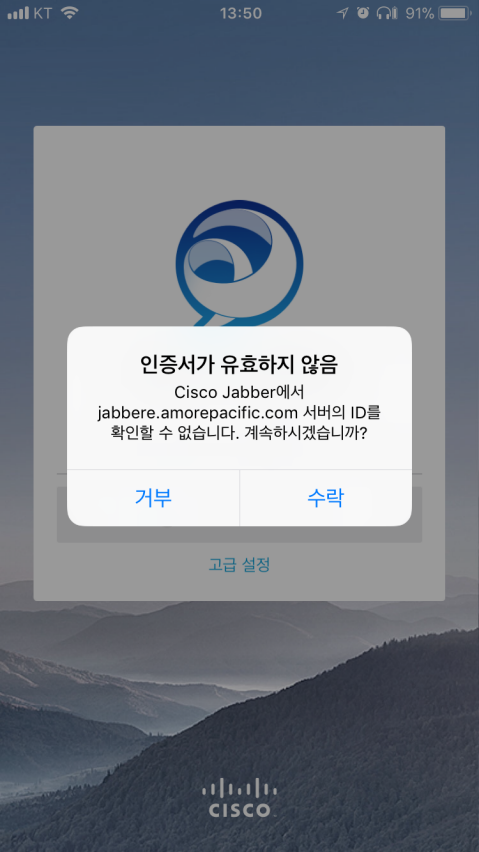 KT 13:50 91%
인증서가 유효하지 않음
Cisco Jabber에서
jabbere.amorepacific.com 서버의 ID를
확인할 수 없습니다. 계속하시겠습니까?
거부 수락
고급 설정
CISCO